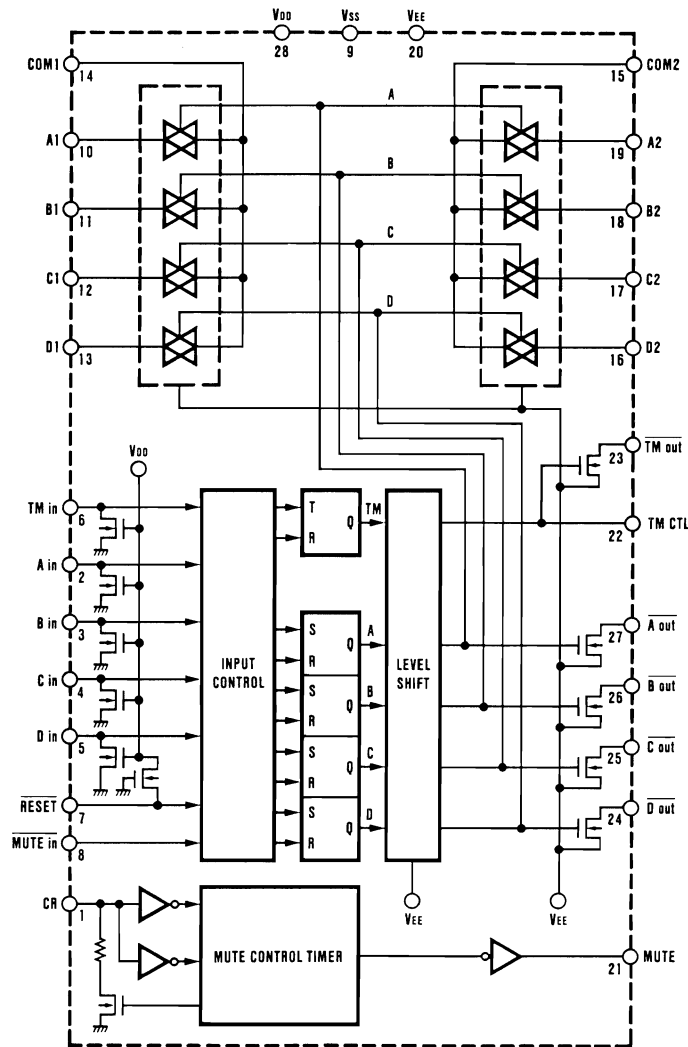 VDD VSS VEE
28 9 20
COM1 14 15 COM2
A
A1 10 19 A2
B
B1 11 18 B2
C
C1 12 17 C2
D
D1 13 16 D2
TM out
23
VDD
TM in 6 T TM 22 TM CTL
Q
R
A in 2
B in 3 S A A out
Q 27
R
INPUT CONTROL LEVEL SHIFT
C in 4 S B B out
Q 26
R
D in 5 S C C out
Q 25
R
RESET 7 S D D out
Q 24
R
MUTE in 8
VEE VEE
CR 1
MUTE CONTROL TIMER
21 MUTE